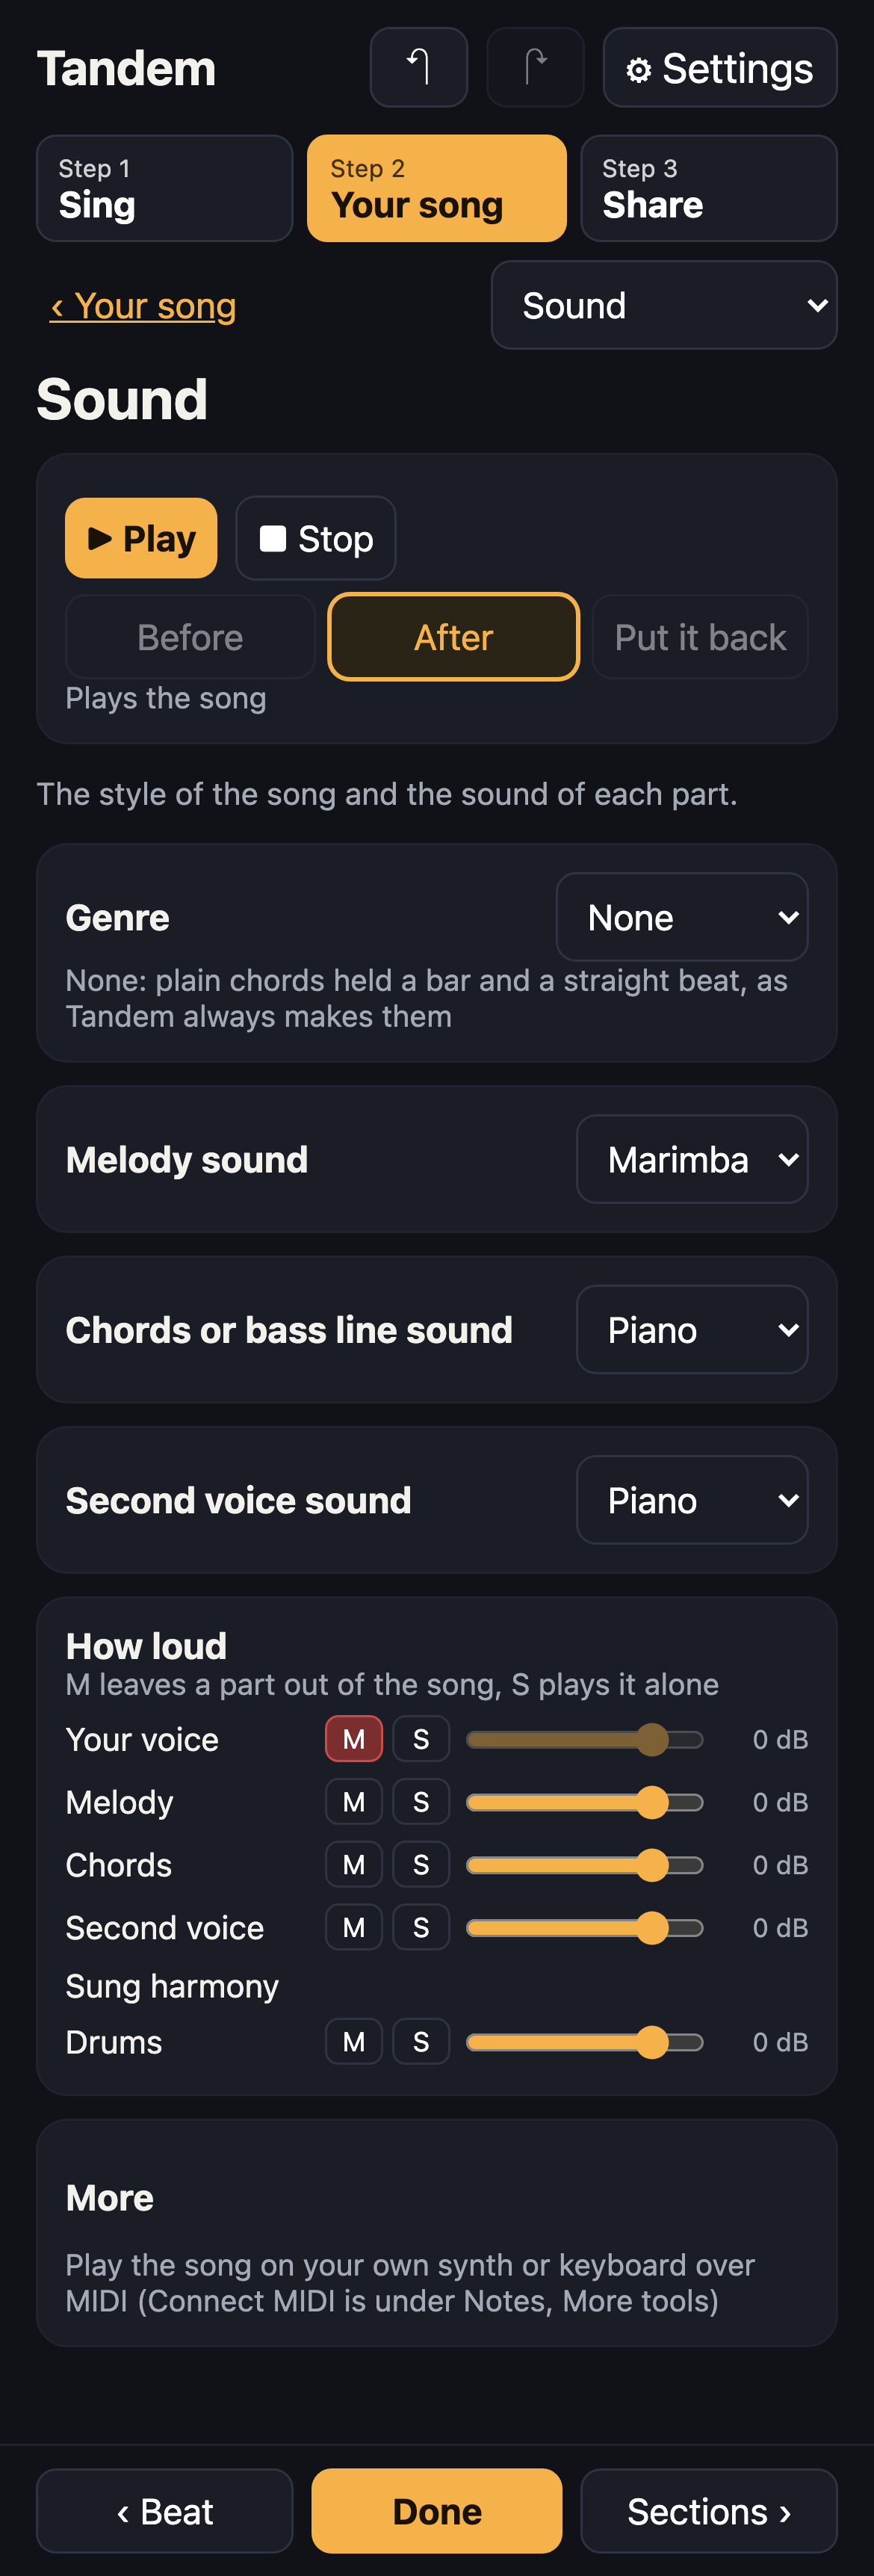 Tandem
⚙ Settings
Step 1
Sing
Step 2
Your song
Step 3
Share
‹ Your song
Sound
Sound
▶ Play
Stop
Before
After
Put it back
Plays the song
The style of the song and the sound of each part.
Genre
None
None: plain chords held a bar and a straight beat, as
Tandem always makes them
Melody sound
Marimba
Chords or bass line sound
Piano
Second voice sound
Piano
How loud
M leaves a part out of the song, S plays it alone
Your voice M S 0 dB
Melody M S 0 dB
Chords M S 0 dB
Second voice M S 0 dB
Sung harmony
Drums M S 0 dB
More
Play the song on your own synth or keyboard over
MIDI (Connect MIDI is under Notes, More tools)
‹ Beat
Done
Sections ›